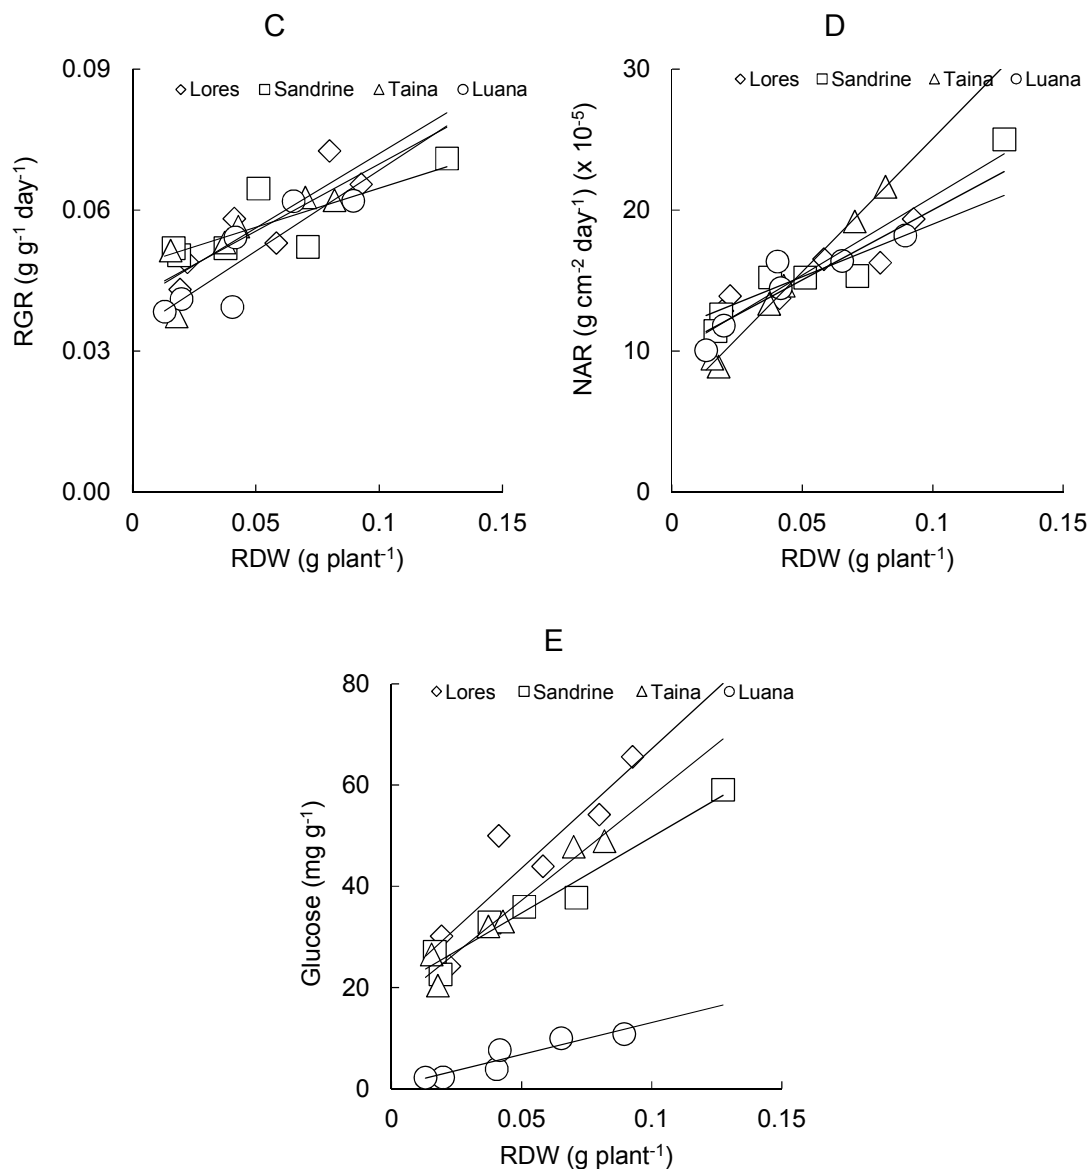 C
0.09
Lores Sandrine Taina Luana
0.06
0.03
0.00
RGR (g g⁻¹ day⁻¹)
0 0.05 0.1 0.15
RDW (g plant⁻¹)
D
30
Lores Sandrine Taina Luana
20
10
0
NAR (g cm⁻² day⁻¹) (x 10⁻⁵)
0 0.05 0.1 0.15
RDW (g plant⁻¹)
E
80
Lores Sandrine Taina Luana
60
40
20
0
Glucose (mg g⁻¹)
0 0.05 0.1 0.15
RDW (g plant⁻¹)